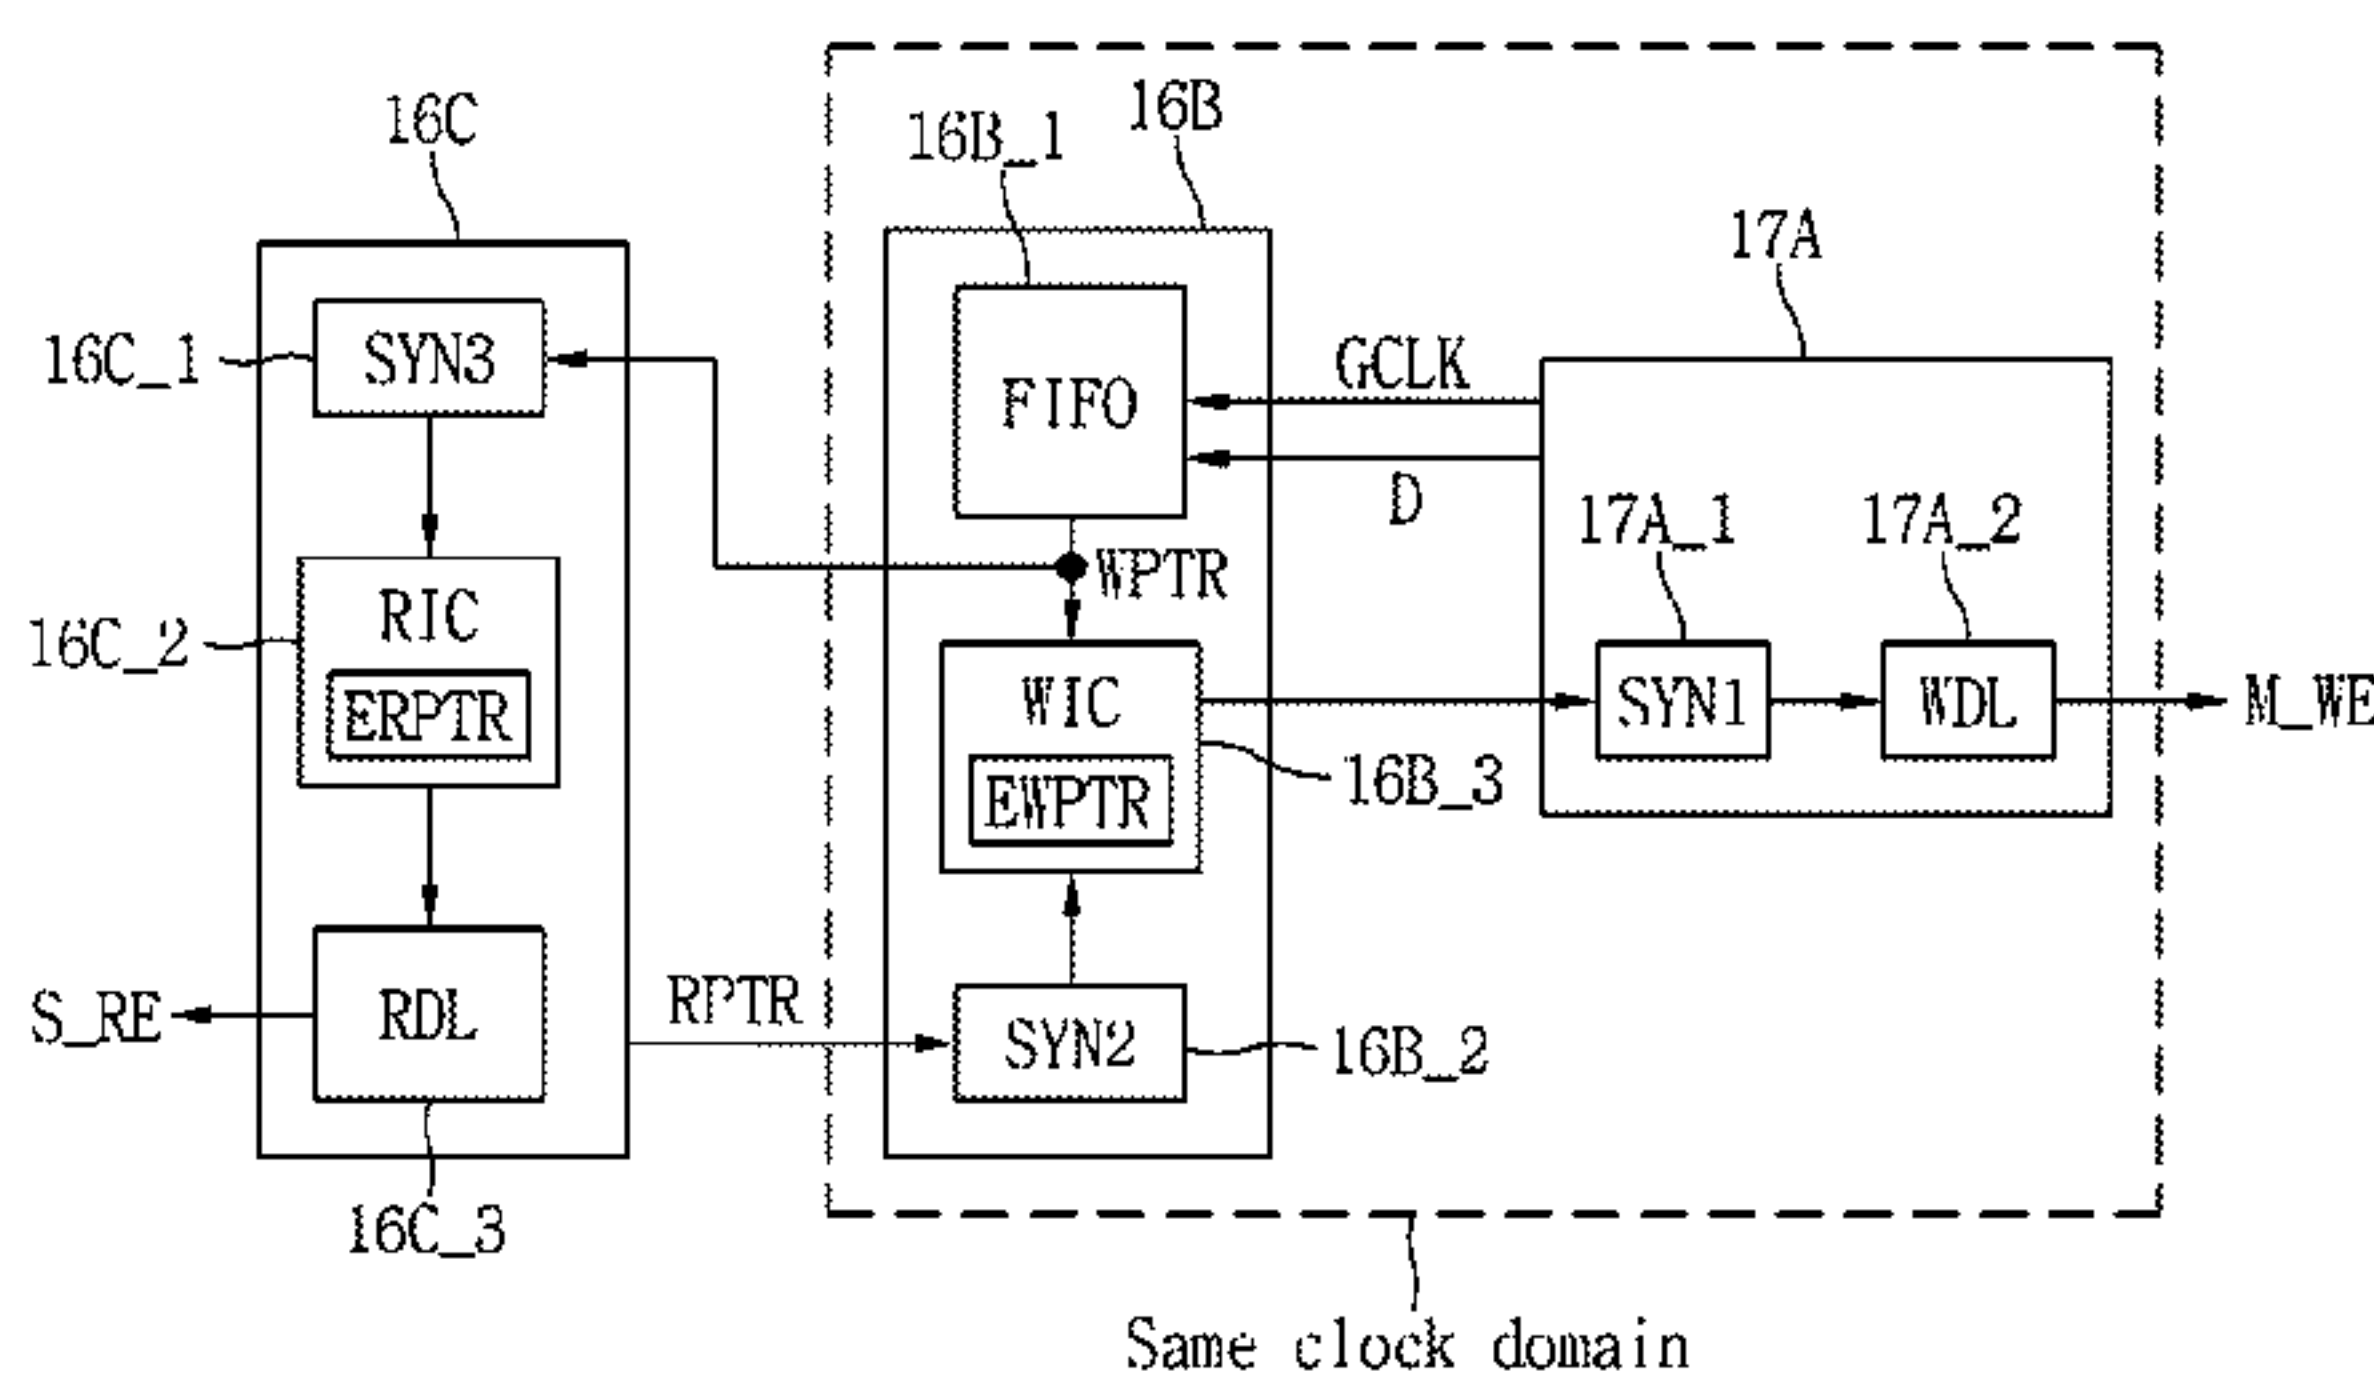 16C
16B_1
16B
17A
16C_1
SYN3
FIFO
GCLK
D
17A_1
17A_2
WPTR
16C_2
RIC
ERPTR
WIC
EWPTR
16B_3
SYN1
WDL
M_WE
S_RE
RDL
RPTR
SYN2
16B_2
16C_3
Same clock domain